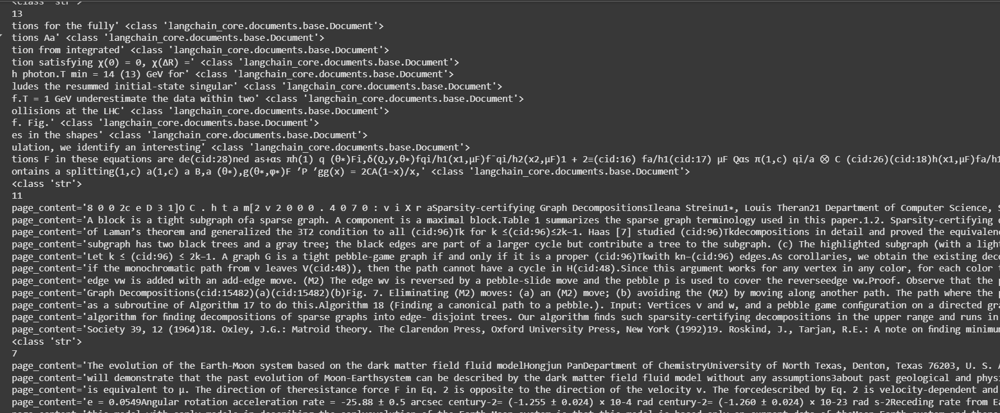 <class 'str'>
13
tions for the fully' <class 'langchain_core.documents.base.Document'>
tions Aa' <class 'langchain_core.documents.base.Document'>
tion from integrated' <class 'langchain_core.documents.base.Document'>
tion satisfying χ(0) = 0, χ(ΔR) =' <class 'langchain_core.documents.base.Document'>
h photon.T min = 14 (13) GeV for' <class 'langchain_core.documents.base.Document'>
ludes the resummed initial-state singular' <class 'langchain_core.documents.base.Document'>
f.T = 1 GeV underestimate the data within two' <class 'langchain_core.documents.base.Document'>
ollisions at the LHC' <class 'langchain_core.documents.base.Document'>
f. Fig.' <class 'langchain_core.documents.base.Document'>
es in the shapes' <class 'langchain_core.documents.base.Document'>
ulation, we identify an interesting' <class 'langchain_core.documents.base.Document'>
tions F in these equations are de(cid:28)ned as+αs πh(1) q (θ∗)Fi,δ(Q,y,θ∗)fqi/h1(x1,µF)f¯qi/h2(x2,µF)1 + 2≡(cid:16) fa/h1(cid:17) µF Qαs π(1,c) qi/a ⊗ C (cid:26)(cid:18)h(x1,µF)fa/h1
ontains a splitting(1,c) a(1,c) a B,a (θ∗),g(θ∗,φ∗)F ′P ′gg(x) = 2CA(1−x)/x,' <class 'langchain_core.documents.base.Document'>
<class 'str'>
11
page_content='8 0 0 2c e D 3 1]O C . h t a m[2 v 2 0 0 0 . 4 0 7 0 : v i X r aSparsity-certifying Graph DecompositionsIleana Streinu1∗, Louis Theran21 Department of Computer Science, S
page_content='A block is a tight subgraph ofa sparse graph. A component is a maximal block.Table 1 summarizes the sparse graph terminology used in this paper.1.2. Sparsity-certifying
page_content='of Laman’s theorem and generalized the 3T2 condition to all (cid:96)Tk for k ≤(cid:96)≤2k−1. Haas [7] studied (cid:96)Tkdecompositions in detail and proved the equivalenc
page_content='subgraph has two black trees and a gray tree; the black edges are part of a larger cycle but contribute a tree to the subgraph. (c) The highlighted subgraph (with a light
page_content='Let k ≤ (cid:96) ≤ 2k−1. A graph G is a tight pebble-game graph if and only if it is a proper (cid:96)Tkwith kn−(cid:96) edges.As corollaries, we obtain the existing deco
page_content='if the monochromatic path from v leaves V(cid:48)), then the path cannot have a cycle in H(cid:48).Since this argument works for any vertex in any color, for each color
page_content='edge vw is added with an add-edge move. (M2) The edge wv is reversed by a pebble-slide move and the pebble p is used to cover the reverseedge vw.Proof. Observe that the p
page_content='Graph Decompositions(cid:15482)(a)(cid:15482)(b)Fig. 7. Eliminating (M2) moves: (a) an (M2) move; (b) avoiding the (M2) by moving along another path. The path where the p
page_content='as a subroutine of Algorithm 17 to do this.Algorithm 18 (Finding a canonical path to a pebble.). Input: Vertices v and w, and a pebble game configuration on a directed gra
page_content='algorithm for finding decompositions of sparse graphs into edge- disjoint trees. Our algorithm finds such sparsity-certifying decompositions in the upper range and runs in
page_content='Society 39, 12 (1964)18. Oxley, J.G.: Matroid theory. The Clarendon Press, Oxford University Press, New York (1992)19. Roskind, J., Tarjan, R.E.: A note on finding minimum
<class 'str'>
7
page_content='The evolution of the Earth-Moon system based on the dark matter field fluid modelHongjun PanDepartment of ChemistryUniversity of North Texas, Denton, Texas 76203, U. S. A
page_content='will demonstrate that the past evolution of Moon-Earthsystem can be described by the dark matter field fluid model without any assumptions3about past geological and physi
page_content='is equivalent to µ. The direction of theresistance force F in Eq. 2 is opposite to the direction of the velocity v. The forcedescribed by Eq. 2 is velocity-dependent and
page_content='e = 0.0549Angular rotation acceleration rate = -25.88 ± 0.5 arcsec century-2= (-1.255 ± 0.024) × 10-4 rad century-2= (-1.260 ± 0.024) × 10-23 rad s-2Receding rate from Ea